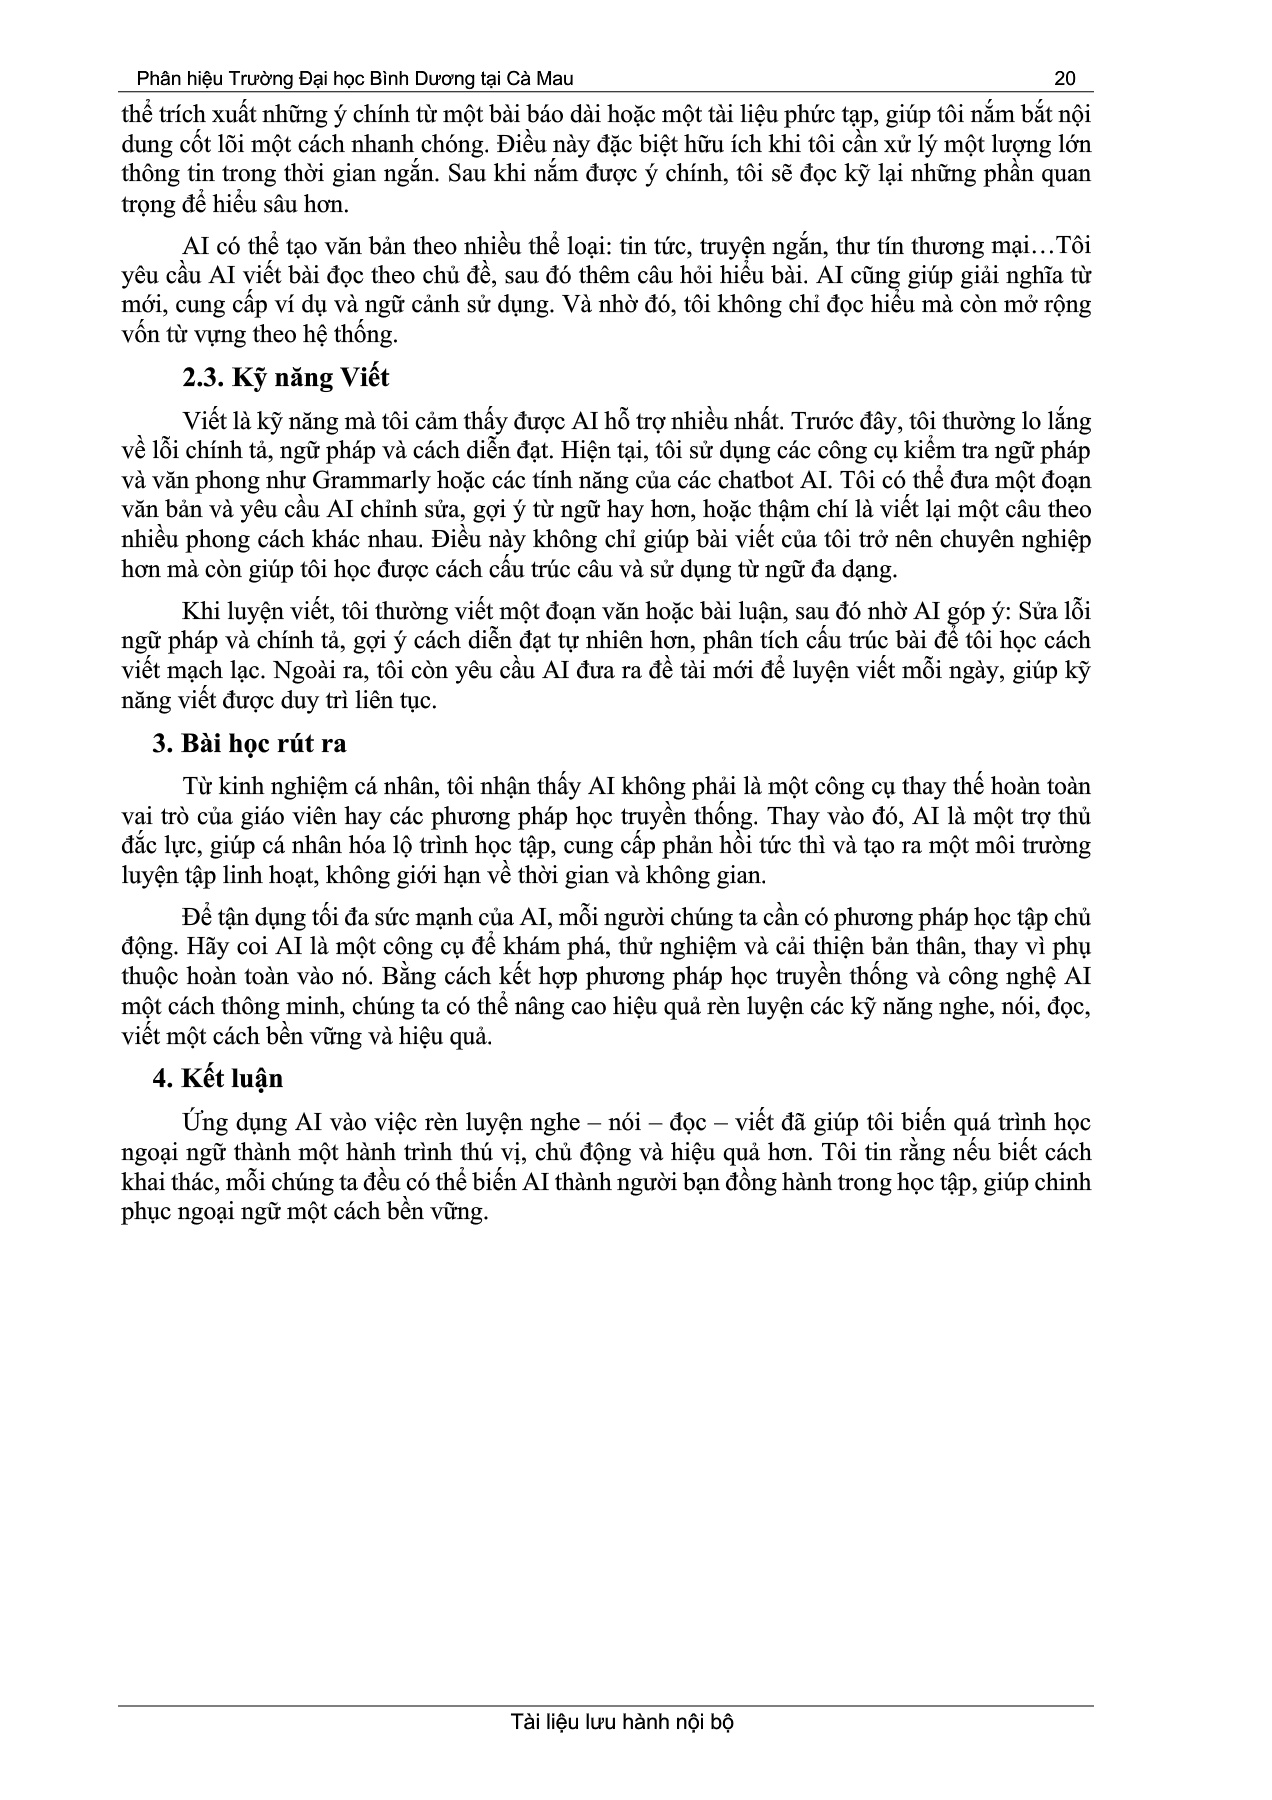 Phân hiệu Trường Đại học Bình Dương tại Cà Mau 20
thể trích xuất những ý chính từ một bài báo dài hoặc một tài liệu phức tạp, giúp tôi nắm bắt nội
dung cốt lõi một cách nhanh chóng. Điều này đặc biệt hữu ích khi tôi cần xử lý một lượng lớn
thông tin trong thời gian ngắn. Sau khi nắm được ý chính, tôi sẽ đọc kỹ lại những phần quan
trọng để hiểu sâu hơn.
AI có thể tạo văn bản theo nhiều thể loại: tin tức, truyện ngắn, thư tín thương mại…Tôi
yêu cầu AI viết bài đọc theo chủ đề, sau đó thêm câu hỏi hiểu bài. AI cũng giúp giải nghĩa từ
mới, cung cấp ví dụ và ngữ cảnh sử dụng. Và nhờ đó, tôi không chỉ đọc hiểu mà còn mở rộng
vốn từ vựng theo hệ thống.
2.3. Kỹ năng Viết
Viết là kỹ năng mà tôi cảm thấy được AI hỗ trợ nhiều nhất. Trước đây, tôi thường lo lắng
về lỗi chính tả, ngữ pháp và cách diễn đạt. Hiện tại, tôi sử dụng các công cụ kiểm tra ngữ pháp
và văn phong như Grammarly hoặc các tính năng của các chatbot AI. Tôi có thể đưa một đoạn
văn bản và yêu cầu AI chỉnh sửa, gợi ý từ ngữ hay hơn, hoặc thậm chí là viết lại một câu theo
nhiều phong cách khác nhau. Điều này không chỉ giúp bài viết của tôi trở nên chuyên nghiệp
hơn mà còn giúp tôi học được cách cấu trúc câu và sử dụng từ ngữ đa dạng.
Khi luyện viết, tôi thường viết một đoạn văn hoặc bài luận, sau đó nhờ AI góp ý: Sửa lỗi
ngữ pháp và chính tả, gợi ý cách diễn đạt tự nhiên hơn, phân tích cấu trúc bài để tôi học cách
viết mạch lạc. Ngoài ra, tôi còn yêu cầu AI đưa ra đề tài mới để luyện viết mỗi ngày, giúp kỹ
năng viết được duy trì liên tục.
3. Bài học rút ra
Từ kinh nghiệm cá nhân, tôi nhận thấy AI không phải là một công cụ thay thế hoàn toàn
vai trò của giáo viên hay các phương pháp học truyền thống. Thay vào đó, AI là một trợ thủ
đắc lực, giúp cá nhân hóa lộ trình học tập, cung cấp phản hồi tức thì và tạo ra một môi trường
luyện tập linh hoạt, không giới hạn về thời gian và không gian.
Để tận dụng tối đa sức mạnh của AI, mỗi người chúng ta cần có phương pháp học tập chủ
động. Hãy coi AI là một công cụ để khám phá, thử nghiệm và cải thiện bản thân, thay vì phụ
thuộc hoàn toàn vào nó. Bằng cách kết hợp phương pháp học truyền thống và công nghệ AI
một cách thông minh, chúng ta có thể nâng cao hiệu quả rèn luyện các kỹ năng nghe, nói, đọc,
viết một cách bền vững và hiệu quả.
4. Kết luận
Ứng dụng AI vào việc rèn luyện nghe – nói – đọc – viết đã giúp tôi biến quá trình học
ngoại ngữ thành một hành trình thú vị, chủ động và hiệu quả hơn. Tôi tin rằng nếu biết cách
khai thác, mỗi chúng ta đều có thể biến AI thành người bạn đồng hành trong học tập, giúp chinh
phục ngoại ngữ một cách bền vững.
Tài liệu lưu hành nội bộ